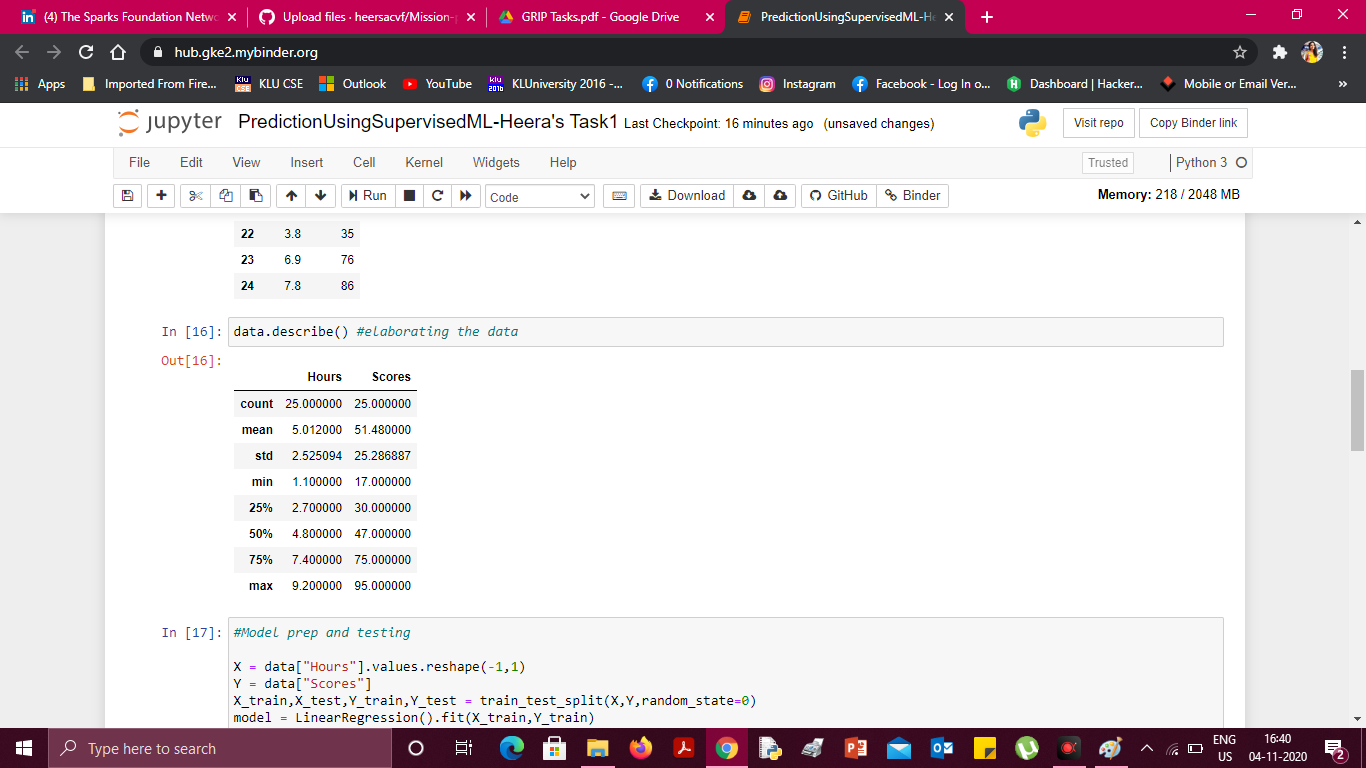 (4) The Sparks Foundation Netwo
Upload files · heersacvf/Mission-p
GRIP Tasks.pdf - Google Drive
PredictionUsingSupervisedML-He
hub.gke2.mybinder.org
Apps
Imported From Fire...
KLU CSE
Outlook
YouTube
KLUniversity 2016 -...
0 Notifications
Instagram
Facebook - Log In o...
Dashboard | Hacker...
Mobile or Email Ver...
»
jupyter PredictionUsingSupervisedML-Heera's Task1 Last Checkpoint: 16 minutes ago (unsaved changes)
Visit repo
Copy Binder link
File Edit View Insert Cell Kernel Widgets Help
Trusted
Python 3
Run
Code
Download
GitHub
Binder
Memory: 218 / 2048 MB
22 3.8 35
23 6.9 76
24 7.8 86
In [16]: data.describe() #elaborating the data
Out[16]:
Hours Scores
count 25.000000 25.000000
mean 5.012000 51.480000
std 2.525094 25.286887
min 1.100000 17.000000
25% 2.700000 30.000000
50% 4.800000 47.000000
75% 7.400000 75.000000
max 9.200000 95.000000
In [17]: #Model prep and testing
X = data["Hours"].values.reshape(-1,1)
Y = data["Scores"]
X_train,X_test,Y_train,Y_test = train_test_split(X,Y,random_state=0)
model = LinearRegression().fit(X_train,Y_train)
Type here to search
ENG
US
16:40
04-11-2020
2